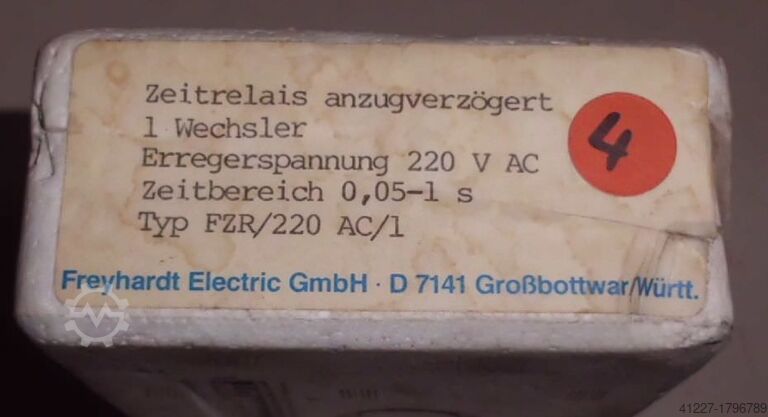 Zeitrelais anzugverzögert
1 Wechsler
Erregerspannung 220 V AC
Zeitbereich 0,05-1 s
Typ FZR/220 AC/1
4
Freyhardt Electric GmbH · D 7141 Großbottwar/Württ.
41227-1796789